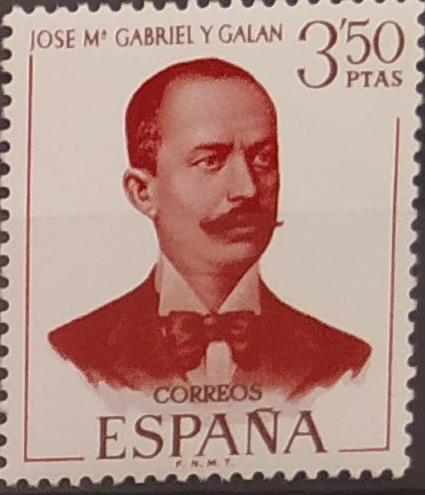 JOSE Mª GABRIEL Y GALAN
3'50
PTAS
CORREOS
ESPAÑA
F. N. M. T.